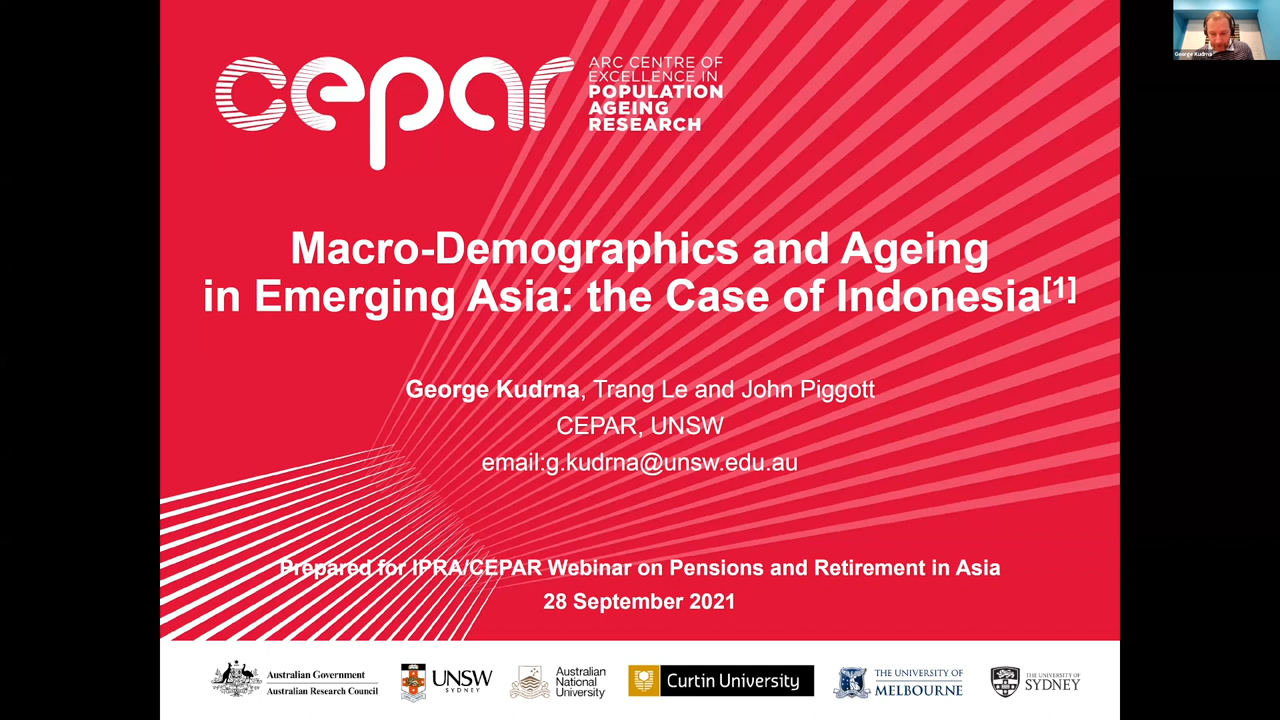 George Kudrna
cepar
ARC CENTRE OF
EXCELLENCE IN
POPULATION
AGEING
RESEARCH
Macro-Demographics and Ageing
in Emerging Asia: the Case of Indonesia[1]
George Kudrna, Trang Le and John Piggott
CEPAR, UNSW
email:g.kudrna@unsw.edu.au
Prepared for IPRA/CEPAR Webinar on Pensions and Retirement in Asia
28 September 2021
Australian Government
Australian Research Council
UNSW
SYDNEY
Australian
National
University
Curtin University
THE UNIVERSITY OF
MELBOURNE
THE UNIVERSITY OF
SYDNEY